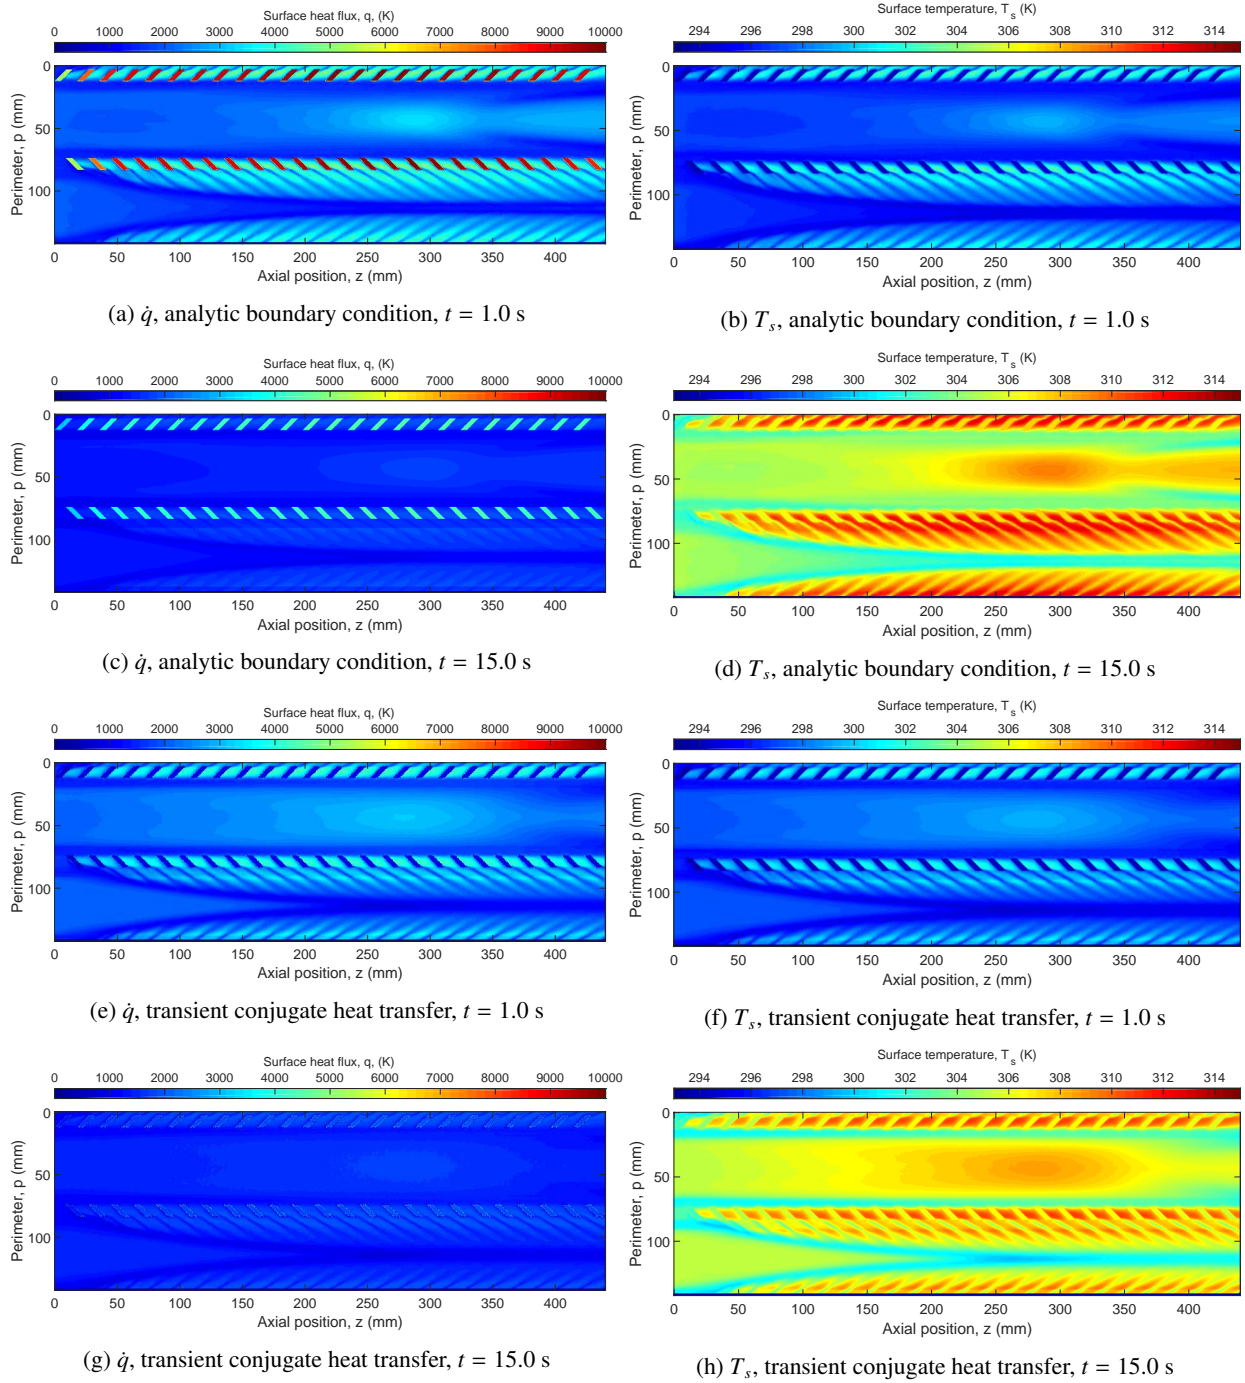 Surface heat flux, q, (K)
0 1000 2000 3000 4000 5000 6000 7000 8000 9000 10000
0
50
100
Perimeter, p (mm)
0 50 100 150 200 250 300 350 400
Axial position, z (mm)
(a) q̇, analytic boundary condition, t = 1.0 s
Surface temperature, T_s (K)
294 296 298 300 302 304 306 308 310 312 314
0
50
100
Perimeter, p (mm)
0 50 100 150 200 250 300 350 400
Axial position, z (mm)
(b) T_s, analytic boundary condition, t = 1.0 s
Surface heat flux, q, (K)
0 1000 2000 3000 4000 5000 6000 7000 8000 9000 10000
0
50
100
Perimeter, p (mm)
0 50 100 150 200 250 300 350 400
Axial position, z (mm)
(c) q̇, analytic boundary condition, t = 15.0 s
Surface temperature, T_s (K)
294 296 298 300 302 304 306 308 310 312 314
0
50
100
Perimeter, p (mm)
0 50 100 150 200 250 300 350 400
Axial position, z (mm)
(d) T_s, analytic boundary condition, t = 15.0 s
Surface heat flux, q, (K)
0 1000 2000 3000 4000 5000 6000 7000 8000 9000 10000
0
50
100
Perimeter, p (mm)
0 50 100 150 200 250 300 350 400
Axial position, z (mm)
(e) q̇, transient conjugate heat transfer, t = 1.0 s
Surface temperature, T_s (K)
294 296 298 300 302 304 306 308 310 312 314
0
50
100
Perimeter, p (mm)
0 50 100 150 200 250 300 350 400
Axial position, z (mm)
(f) T_s, transient conjugate heat transfer, t = 1.0 s
Surface heat flux, q, (K)
0 1000 2000 3000 4000 5000 6000 7000 8000 9000 10000
0
50
100
Perimeter, p (mm)
0 50 100 150 200 250 300 350 400
Axial position, z (mm)
(g) q̇, transient conjugate heat transfer, t = 15.0 s
Surface temperature, T_s (K)
294 296 298 300 302 304 306 308 310 312 314
0
50
100
Perimeter, p (mm)
0 50 100 150 200 250 300 350 400
Axial position, z (mm)
(h) T_s, transient conjugate heat transfer, t = 15.0 s